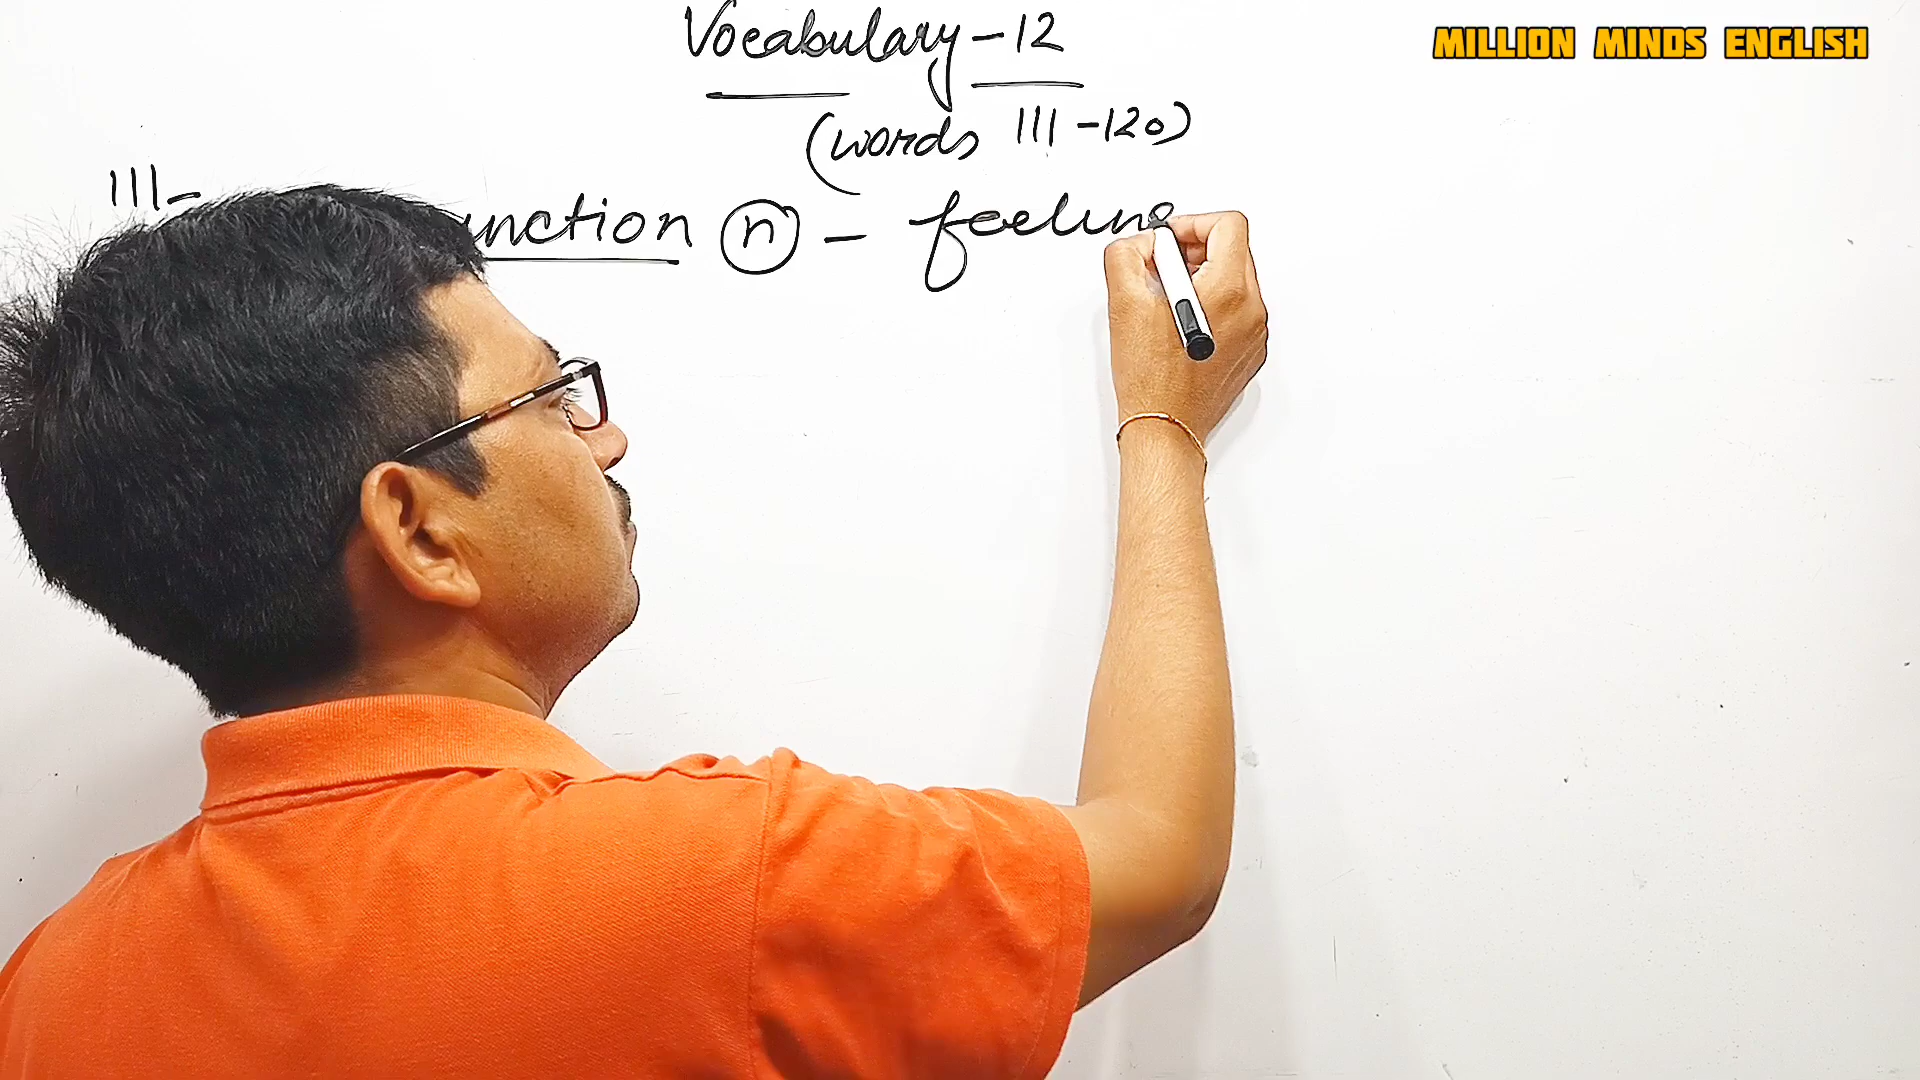 Vocabulary - 12
MILLION MINDS ENGLISH
(words 111 - 120)
111 - unction (n) - feeling